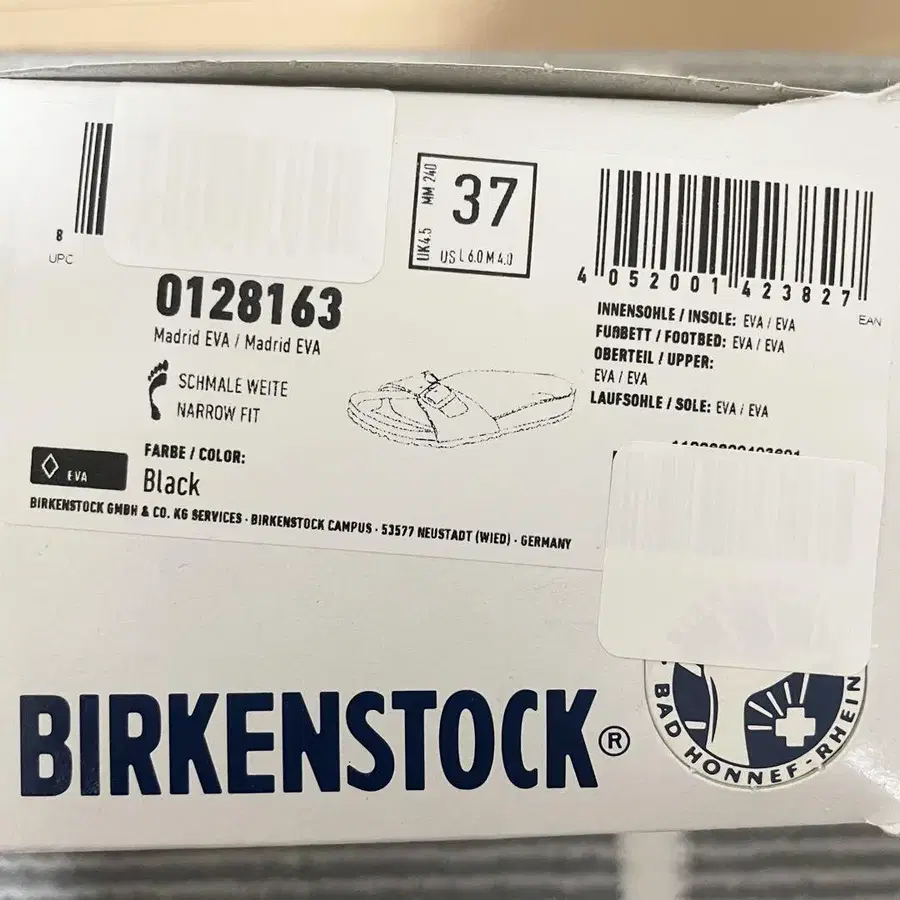 8
UPC
0128163
Madrid EVA / Madrid EVA
SCHMALE WEITE
NARROW FIT
EVA
FARBE / COLOR:
Black
BIRKENSTOCK GMBH & CO. KG SERVICES · BIRKENSTOCK CAMPUS · 53577 NEUSTADT (WIED) · GERMANY
UK4.5 MM 240
37
US L 6.0 M 4.0
4 052001 423827
EAN
INNENSOHLE / INSOLE: EVA / EVA
FUßBETT / FOOTBED: EVA / EVA
OBERTEIL / UPPER:
EVA / EVA
LAUFSOHLE / SOLE: EVA / EVA
BIRKENSTOCK®
BAD HONNEF-RHEIN